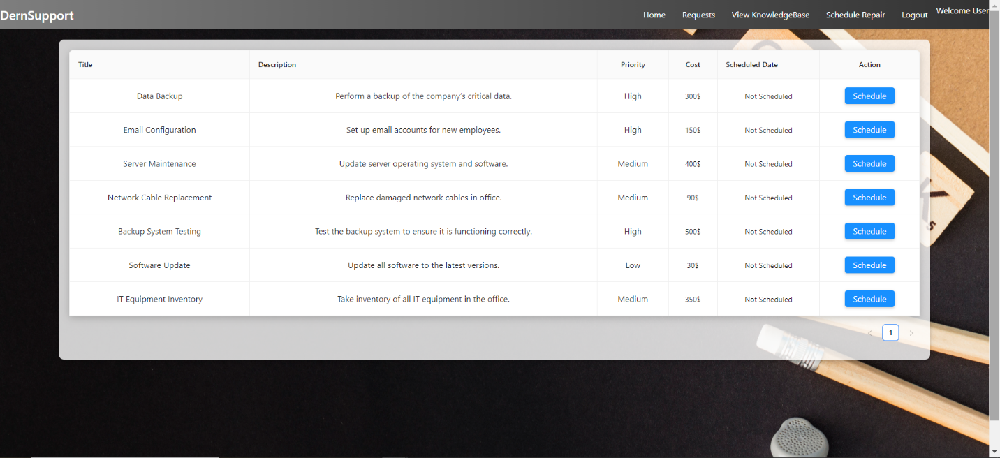 DernSupport Home Requests View KnowledgeBase Schedule Repair Logout Welcome User
Title Description Priority Cost Scheduled Date Action
Data Backup Perform a backup of the company's critical data. High 300$ Not Scheduled Schedule
Email Configuration Set up email accounts for new employees. High 150$ Not Scheduled Schedule
Server Maintenance Update server operating system and software. Medium 400$ Not Scheduled Schedule
Network Cable Replacement Replace damaged network cables in office. Medium 90$ Not Scheduled Schedule
Backup System Testing Test the backup system to ensure it is functioning correctly. High 500$ Not Scheduled Schedule
Software Update Update all software to the latest versions. Low 30$ Not Scheduled Schedule
IT Equipment Inventory Take inventory of all IT equipment in the office. Medium 350$ Not Scheduled Schedule
< 1 >
K5